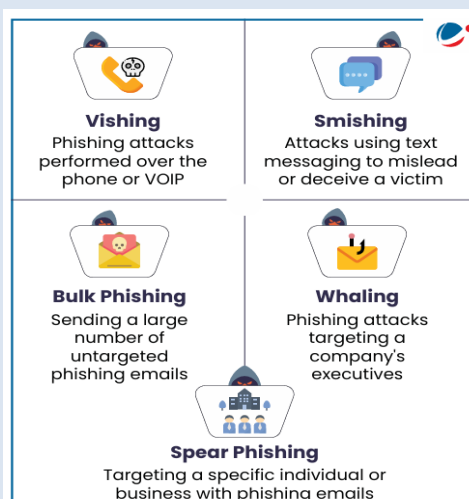 Vishing
Phishing attacks
performed over the
phone or VOIP
Smishing
Attacks using text
messaging to mislead
or deceive a victim
Bulk Phishing
Sending a large
number of
untargeted
phishing emails
Whaling
Phishing attacks
targeting a
company's
executives
Spear Phishing
Targeting a specific individual or
business with phishing emails